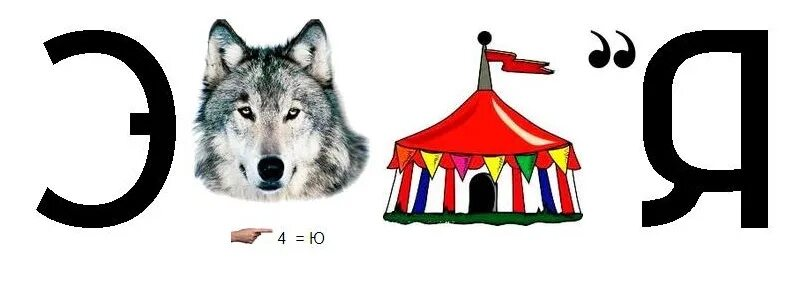 Э ,, Я
4 = Ю